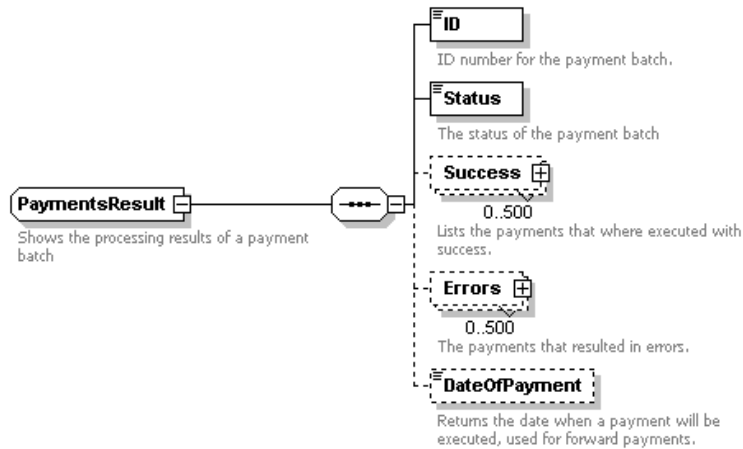 ID
ID number for the payment batch.
Status
The status of the payment batch
Success
0..500
Lists the payments that where executed with
success.
PaymentsResult
Shows the processing results of a payment
batch
Errors
0..500
The payments that resulted in errors.
DateOfPayment
Returns the date when a payment will be
executed, used for forward payments.